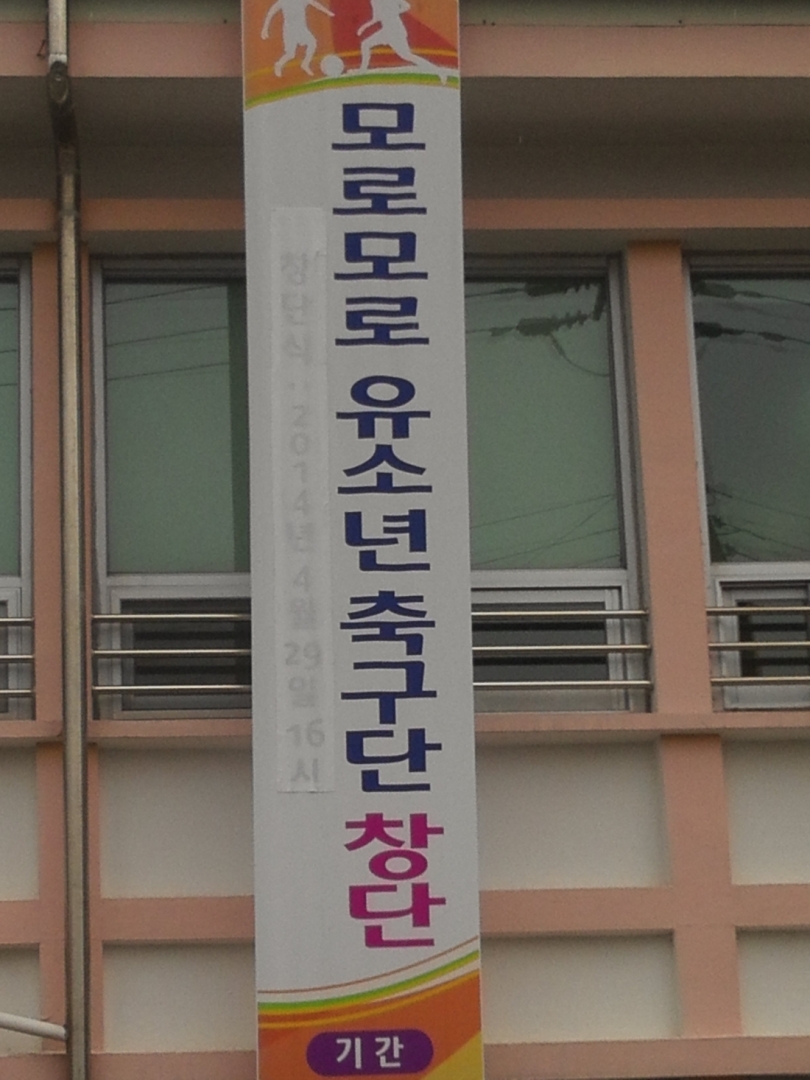 모로모로 유소년 축구단 창단
창단식 : 2014년 4월 29일 16시
기간